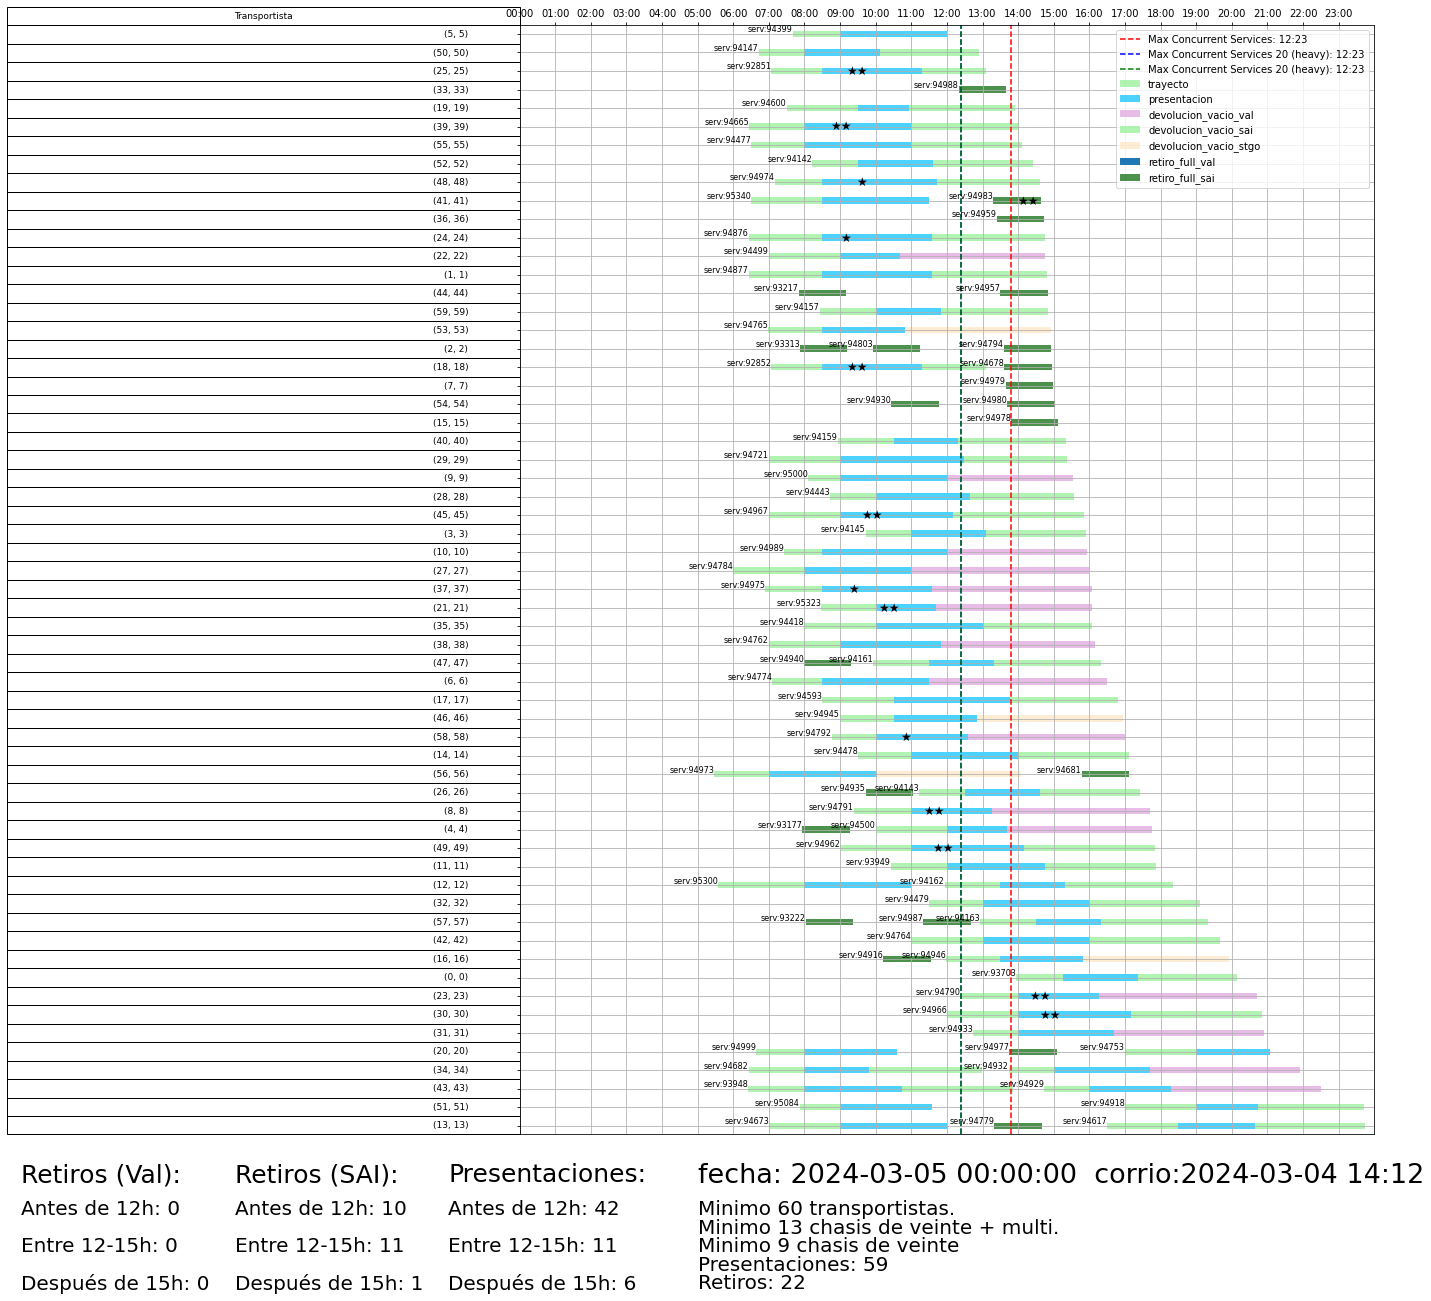 Transportista
00:00 01:00 02:00 03:00 04:00 05:00 06:00 07:00 08:00 09:00 10:00 11:00 12:00 13:00 14:00 15:00 16:00 17:00 18:00 19:00 20:00 21:00 22:00 23:00
Max Concurrent Services: 12:23
Max Concurrent Services 20 (heavy): 12:23
Max Concurrent Services 20 (heavy): 12:23
trayecto
presentacion
devolucion_vacio_val
devolucion_vacio_sai
devolucion_vacio_stgo
retiro_full_val
retiro_full_sai
(5, 5) serv:94399
(50, 50) serv:94147
(25, 25) serv:92851
(33, 33) serv:94988
(19, 19) serv:94600
(39, 39) serv:94665
(55, 55) serv:94477
(52, 52) serv:94142
(48, 48) serv:94974
(41, 41) serv:95340 serv:94983
(36, 36) serv:94959
(24, 24) serv:94876
(22, 22) serv:94499
(1, 1) serv:94877
(44, 44) serv:93217 serv:94957
(59, 59) serv:94157
(53, 53) serv:94765
(2, 2) serv:93313 serv:94803 serv:94794
(18, 18) serv:92852 serv:94678
(7, 7) serv:94979
(54, 54) serv:94930 serv:94980
(15, 15) serv:94978
(40, 40) serv:94159
(29, 29) serv:94721
(9, 9) serv:95000
(28, 28) serv:94443
(45, 45) serv:94967
(3, 3) serv:94145
(10, 10) serv:94989
(27, 27) serv:94784
(37, 37) serv:94975
(21, 21) serv:95323
(35, 35) serv:94418
(38, 38) serv:94762
(47, 47) serv:94940 serv:94161
(6, 6) serv:94774
(17, 17) serv:94593
(46, 46) serv:94945
(58, 58) serv:94792
(14, 14) serv:94478
(56, 56) serv:94973 serv:94681
(26, 26) serv:94935 serv:94143
(8, 8) serv:94791
(4, 4) serv:93177 serv:94500
(49, 49) serv:94962
(11, 11) serv:93949
(12, 12) serv:95300 serv:94162
(32, 32) serv:94479
(57, 57) serv:93222 serv:94987 serv:94163
(42, 42) serv:94764
(16, 16) serv:94916 serv:94946
(0, 0) serv:93703
(23, 23) serv:94790
(30, 30) serv:94966
(31, 31) serv:94933
(20, 20) serv:94999 serv:94977 serv:94753
(34, 34) serv:94682 serv:94932
(43, 43) serv:93948 serv:94929
(51, 51) serv:95084 serv:94918
(13, 13) serv:94673 serv:94779 serv:94617
Retiros (Val): Retiros (SAI): Presentaciones: fecha: 2024-03-05 00:00:00 corrio:2024-03-04 14:12
Antes de 12h: 0 Antes de 12h: 10 Antes de 12h: 42 Minimo 60 transportistas.
Minimo 13 chasis de veinte + multi.
Entre 12-15h: 0 Entre 12-15h: 11 Entre 12-15h: 11 Minimo 9 chasis de veinte
Presentaciones: 59
Después de 15h: 0 Después de 15h: 1 Después de 15h: 6 Retiros: 22